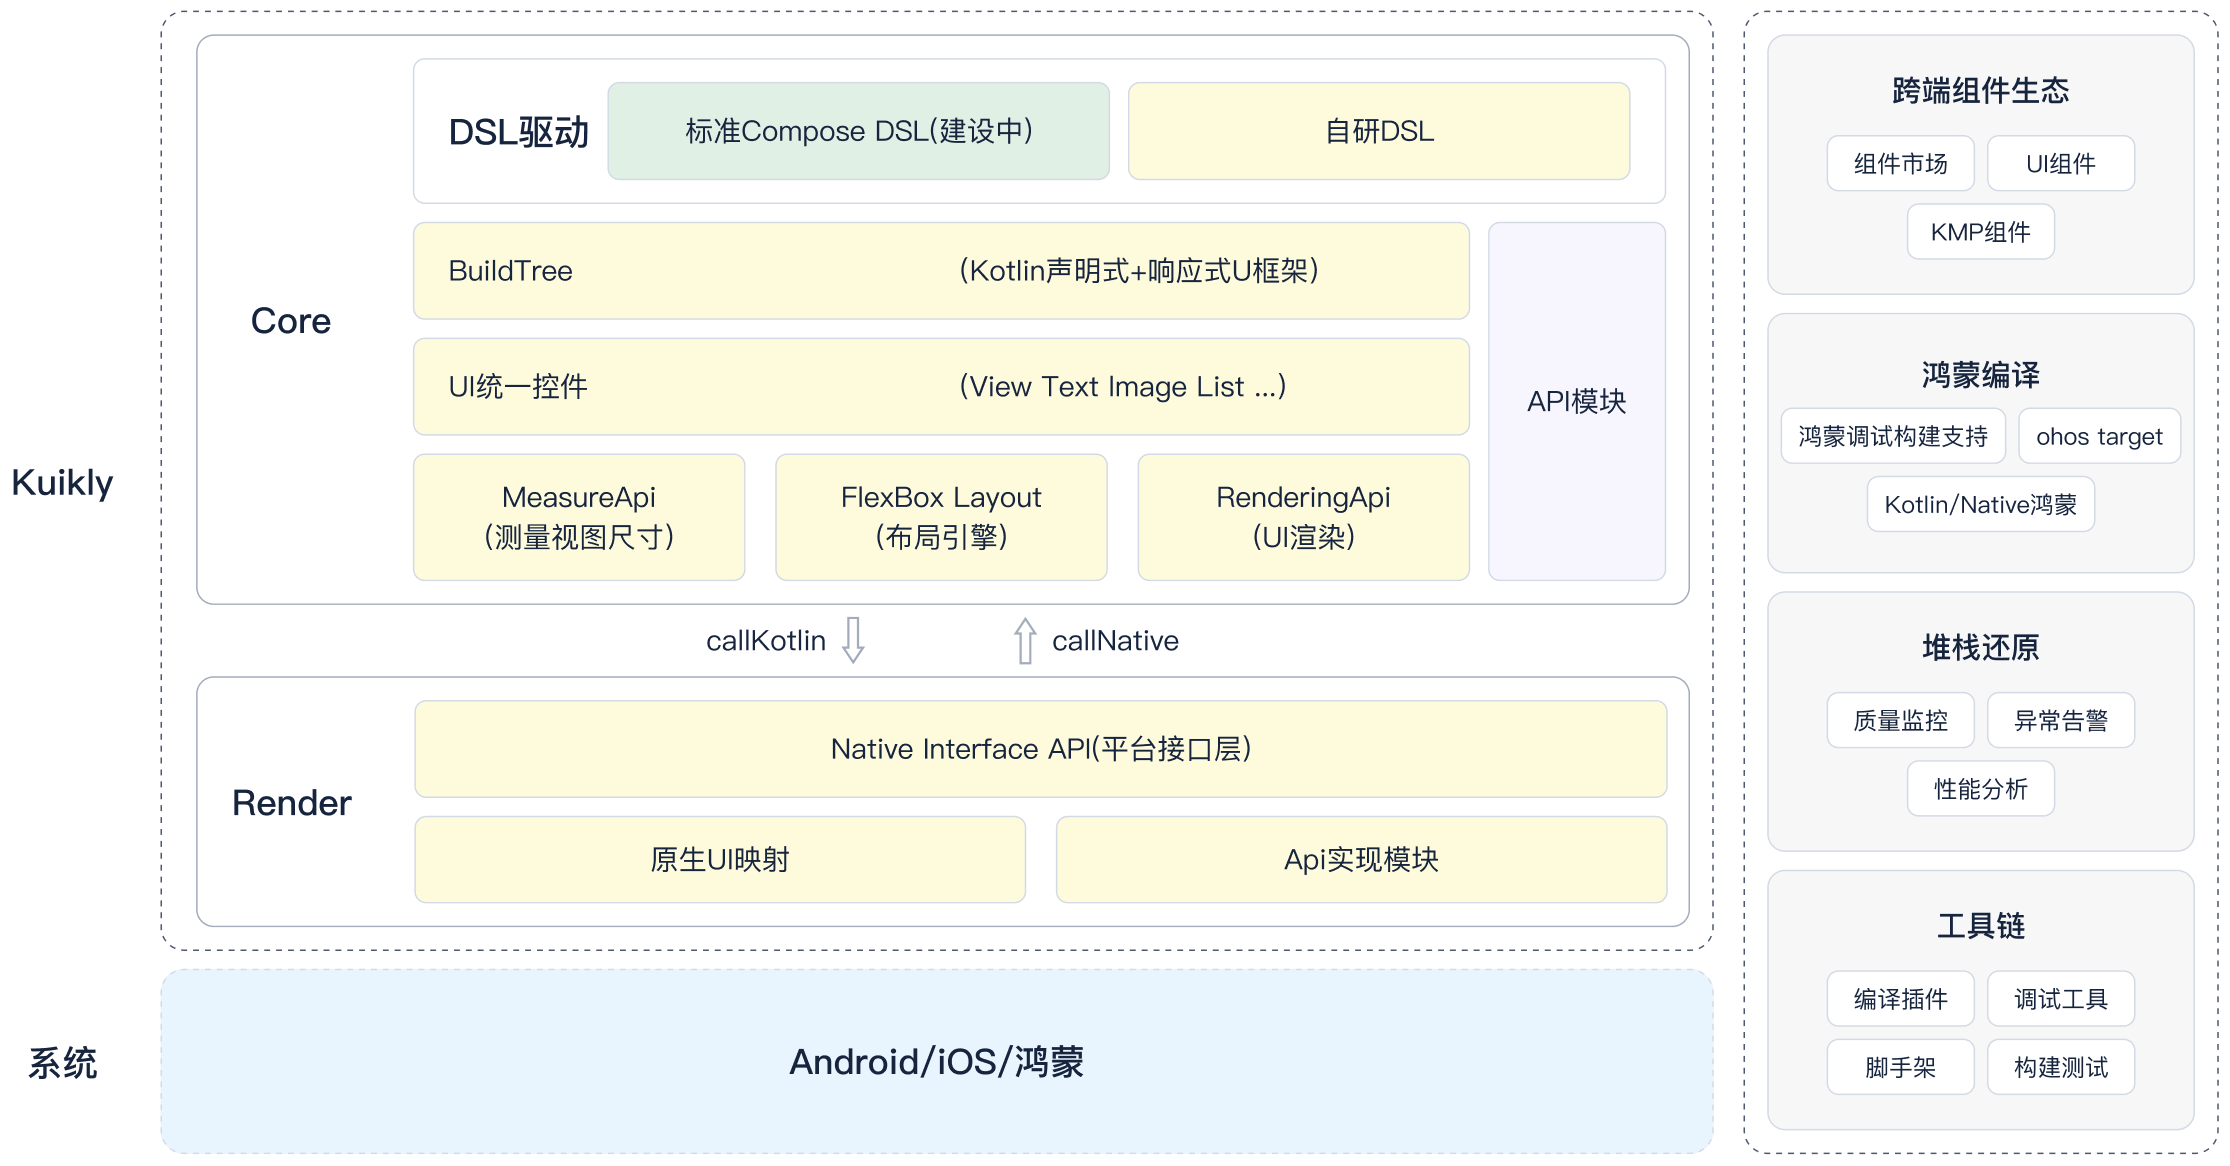 Kuikly
Core
DSL驱动
标准Compose DSL(建设中)
自研DSL
BuildTree
(Kotlin声明式+响应式U框架)
UI统一控件
(View Text Image List ...)
API模块
MeasureApi
(测量视图尺寸)
FlexBox Layout
(布局引擎)
RenderingApi
(UI渲染)
callKotlin
callNative
Render
Native Interface API(平台接口层)
原生UI映射
Api实现模块
系统
Android/iOS/鸿蒙
跨端组件生态
组件市场
UI组件
KMP组件
鸿蒙编译
鸿蒙调试构建支持
ohos target
Kotlin/Native鸿蒙
堆栈还原
质量监控
异常告警
性能分析
工具链
编译插件
调试工具
脚手架
构建测试